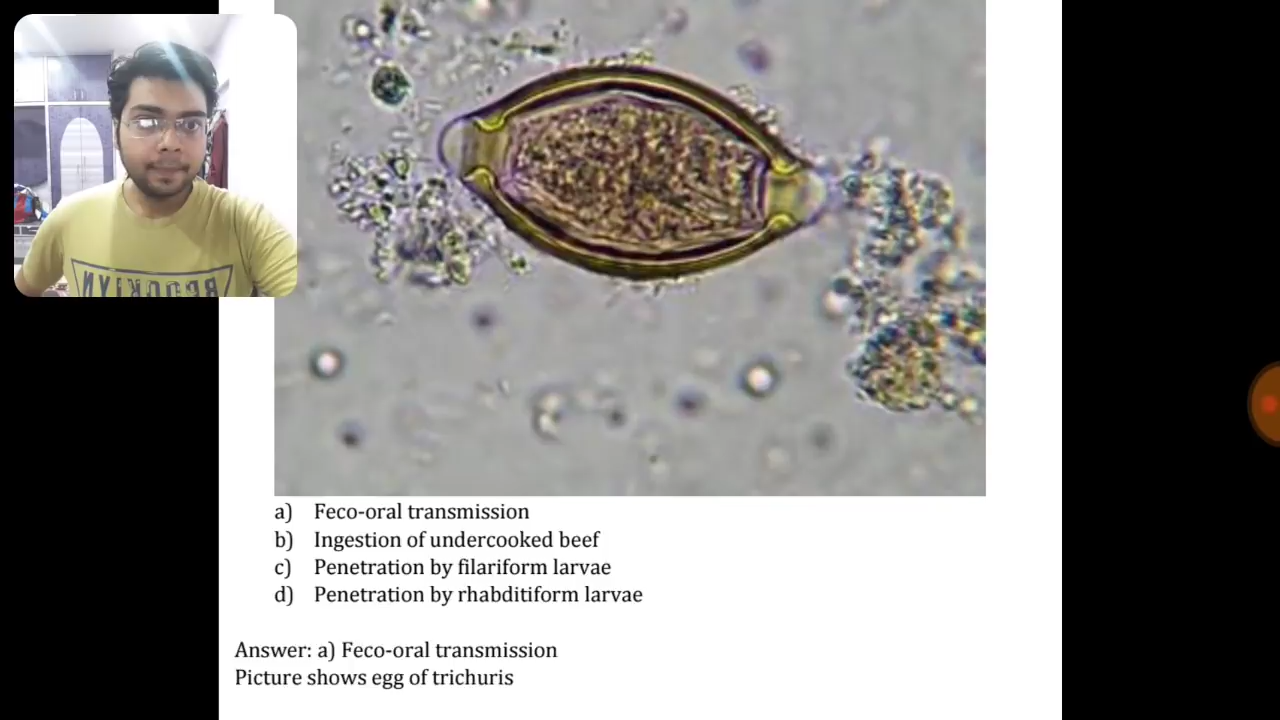 BROOKLYN
a) Feco-oral transmission
b) Ingestion of undercooked beef
c) Penetration by filariform larvae
d) Penetration by rhabditiform larvae
Answer: a) Feco-oral transmission
Picture shows egg of trichuris